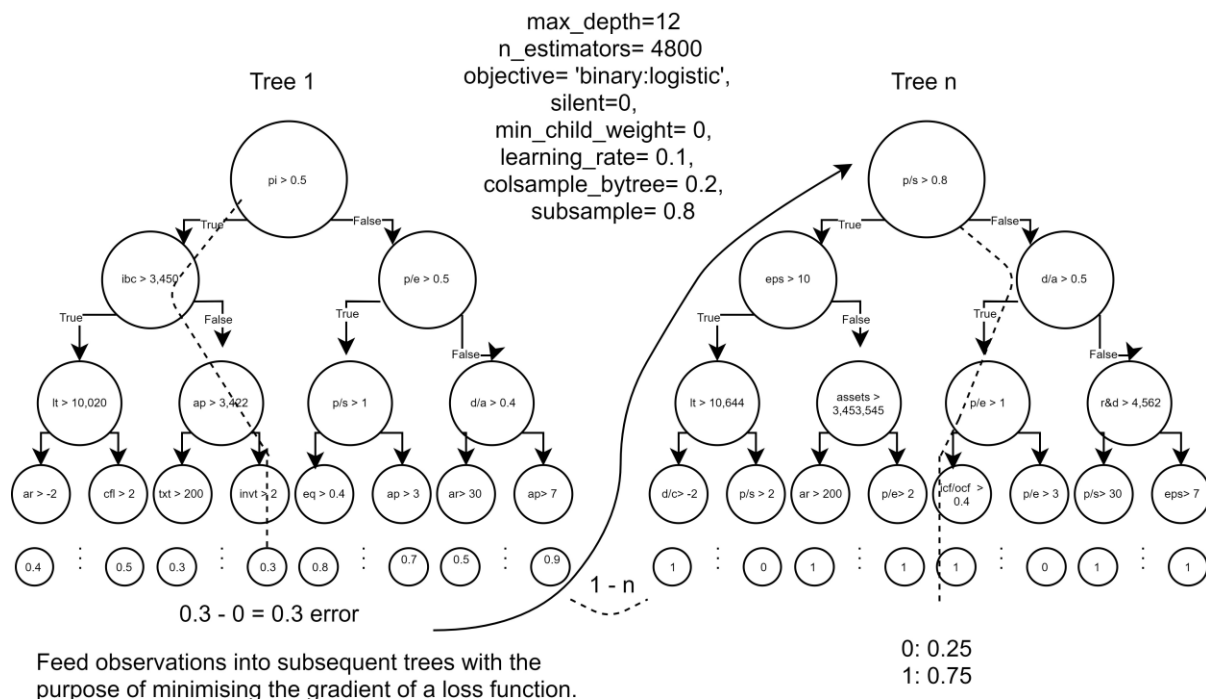 max_depth=12
n_estimators= 4800
objective= 'binary:logistic',
silent=0,
min_child_weight= 0,
learning_rate= 0.1,
colsample_bytree= 0.2,
subsample= 0.8
Tree 1
Tree n
pi > 0.5
p/s > 0.8
True
False
True
False
ibc > 3,450
p/e > 0.5
eps > 10
d/a > 0.5
True
False
True
False
True
False
True
False
lt > 10,020
ap > 3,422
p/s > 1
d/a > 0.4
lt > 10,644
assets >
3,453,545
p/e > 1
r&d > 4,562
ar > -2
cfl > 2
txt > 200
invt > 2
eq > 0.4
ap > 3
ar> 30
ap> 7
d/c> -2
p/s > 2
ar > 200
p/e> 2
icf/ocf >
0.4
p/e > 3
p/s> 30
eps> 7
0.4
:
0.5
0.3
:
0.3
0.8
:
0.7
0.5
:
0.9
1
:
0
1
:
1
1
:
0
1
:
1
0.3 - 0 = 0.3 error
1 - n
Feed observations into subsequent trees with the
purpose of minimising the gradient of a loss function.
0: 0.25
1: 0.75